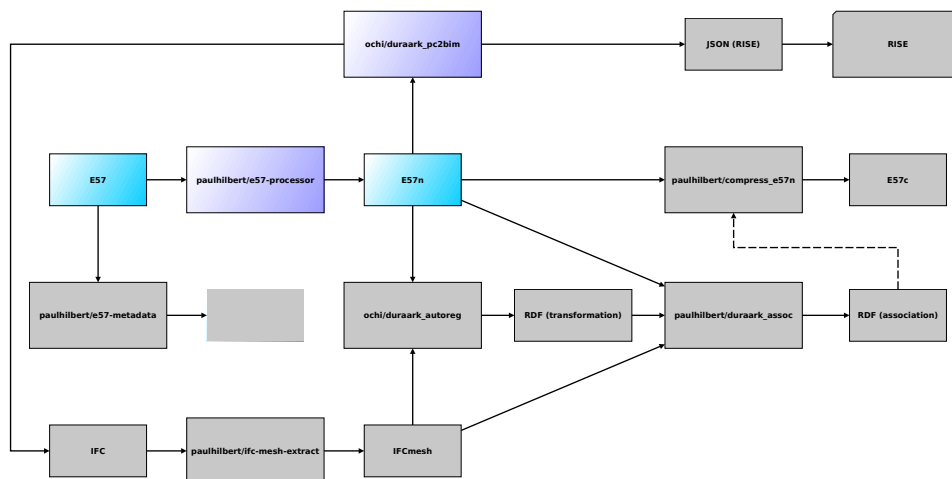 ochi/duraark_pc2bim
JSON (RISE)
RISE
E57
paulhilbert/e57-processor
E57n
paulhilbert/compress_e57n
E57c
paulhilbert/e57-metadata
ochi/duraark_autoreg
RDF (transformation)
paulhilbert/duraark_assoc
RDF (association)
IFC
paulhilbert/ifc-mesh-extract
IFCmesh